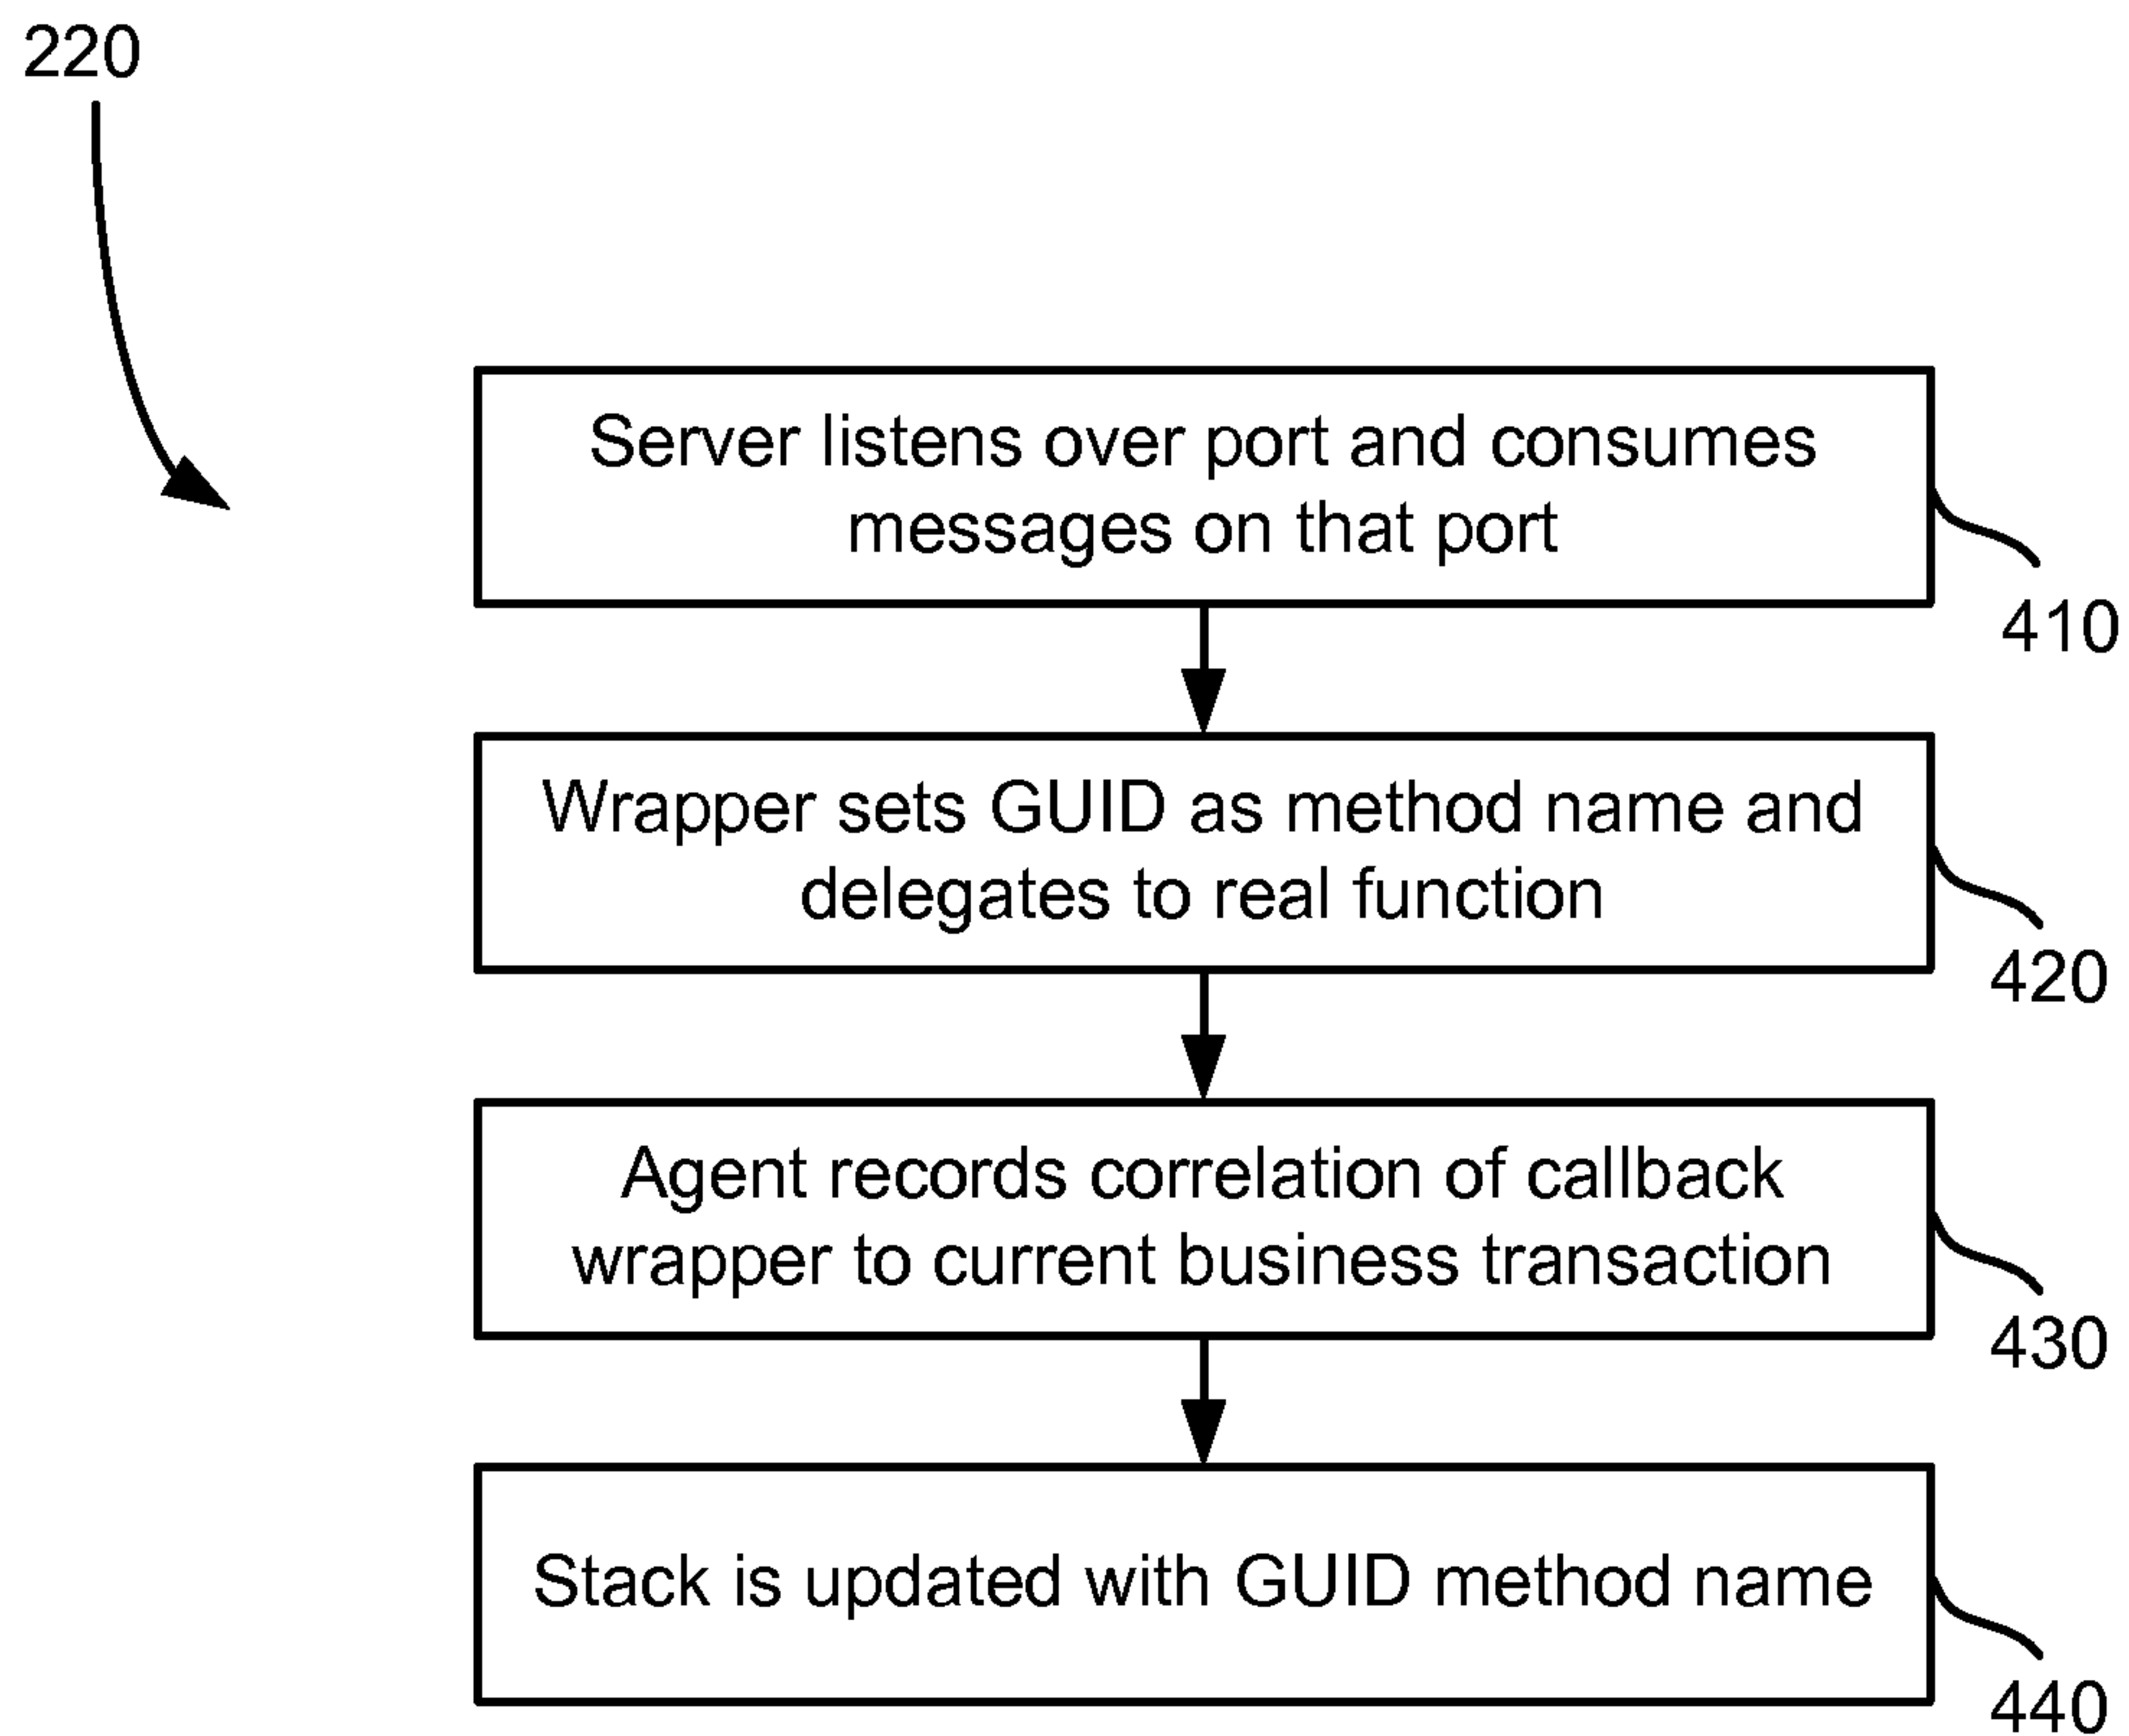 220
Server listens over port and consumes
messages on that port
410
Wrapper sets GUID as method name and
delegates to real function
420
Agent records correlation of callback
wrapper to current business transaction
430
Stack is updated with GUID method name
440